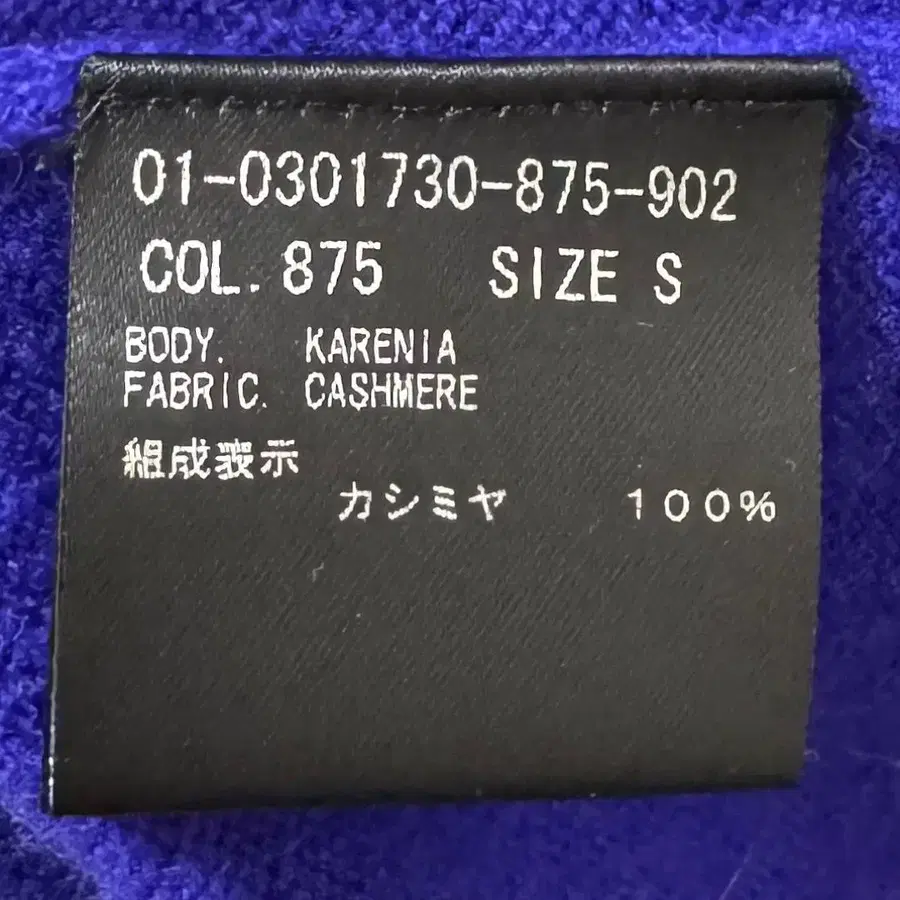 01-0301730-875-902
COL. 875 SIZE S
BODY. KARENIA
FABRIC. CASHMERE
組成表示
カシミヤ 100%